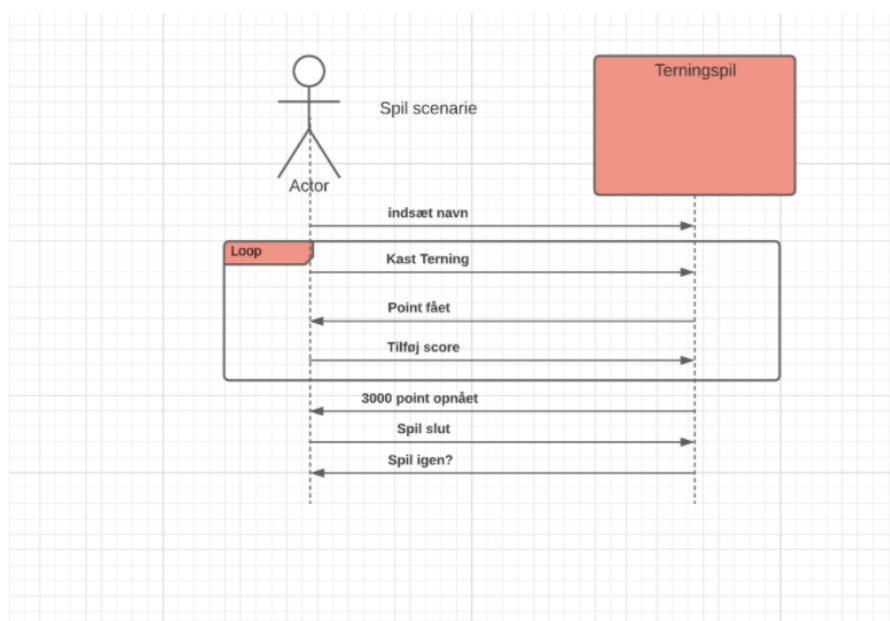 Terningspil
Spil scenarie
Actor
indsæt navn
Loop
Kast Terning
Point fået
Tilføj score
3000 point opnået
Spil slut
Spil igen?